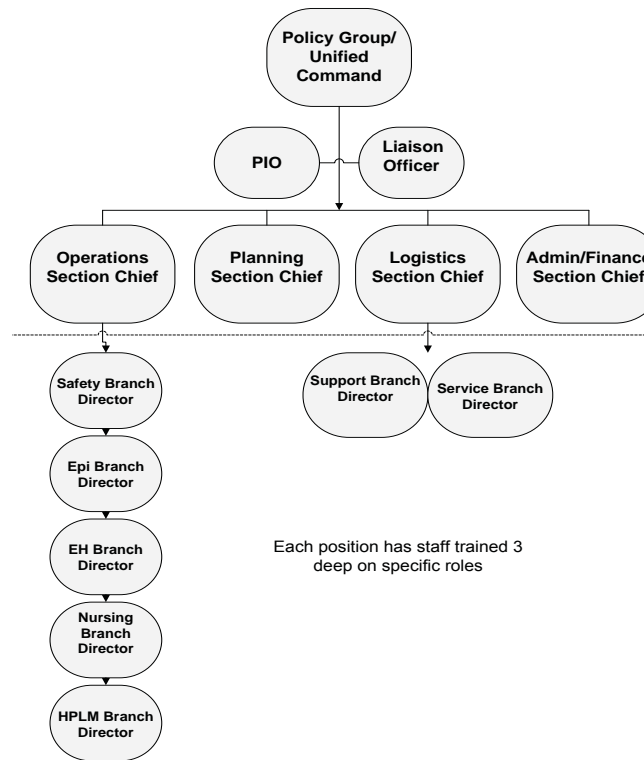 Policy Group/
Unified
Command
PIO
Liaison
Officer
Operations
Section Chief
Planning
Section Chief
Logistics
Section Chief
Admin/Finance
Section Chief
Safety Branch
Director
Support Branch
Director
Service Branch
Director
Epi Branch
Director
EH Branch
Director
Each position has staff trained 3
deep on specific roles
Nursing
Branch
Director
HPLM Branch
Director